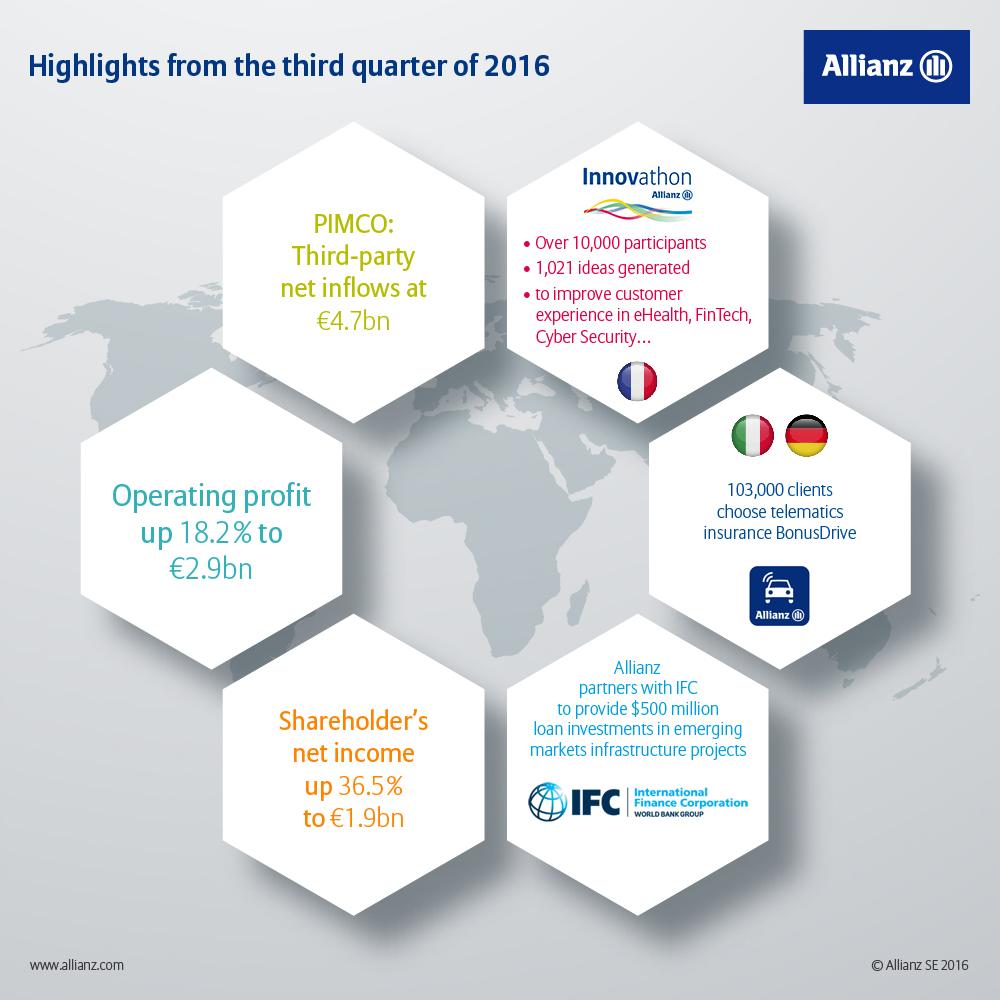 Highlights from the third quarter of 2016
Allianz
PIMCO:
Third-party
net inflows at
€4.7bn
Innovathon
Allianz
• Over 10,000 participants
• 1,021 ideas generated
• to improve customer
experience in eHealth, FinTech,
Cyber Security...
Operating profit
up 18.2% to
€2.9bn
103,000 clients
choose telematics
insurance BonusDrive
Allianz
Shareholder's
net income
up 36.5%
to €1.9bn
Allianz
partners with IFC
to provide $500 million
loan investments in emerging
markets infrastructure projects
IFC
International
Finance Corporation
WORLD BANK GROUP
www.allianz.com
© Allianz SE 2016